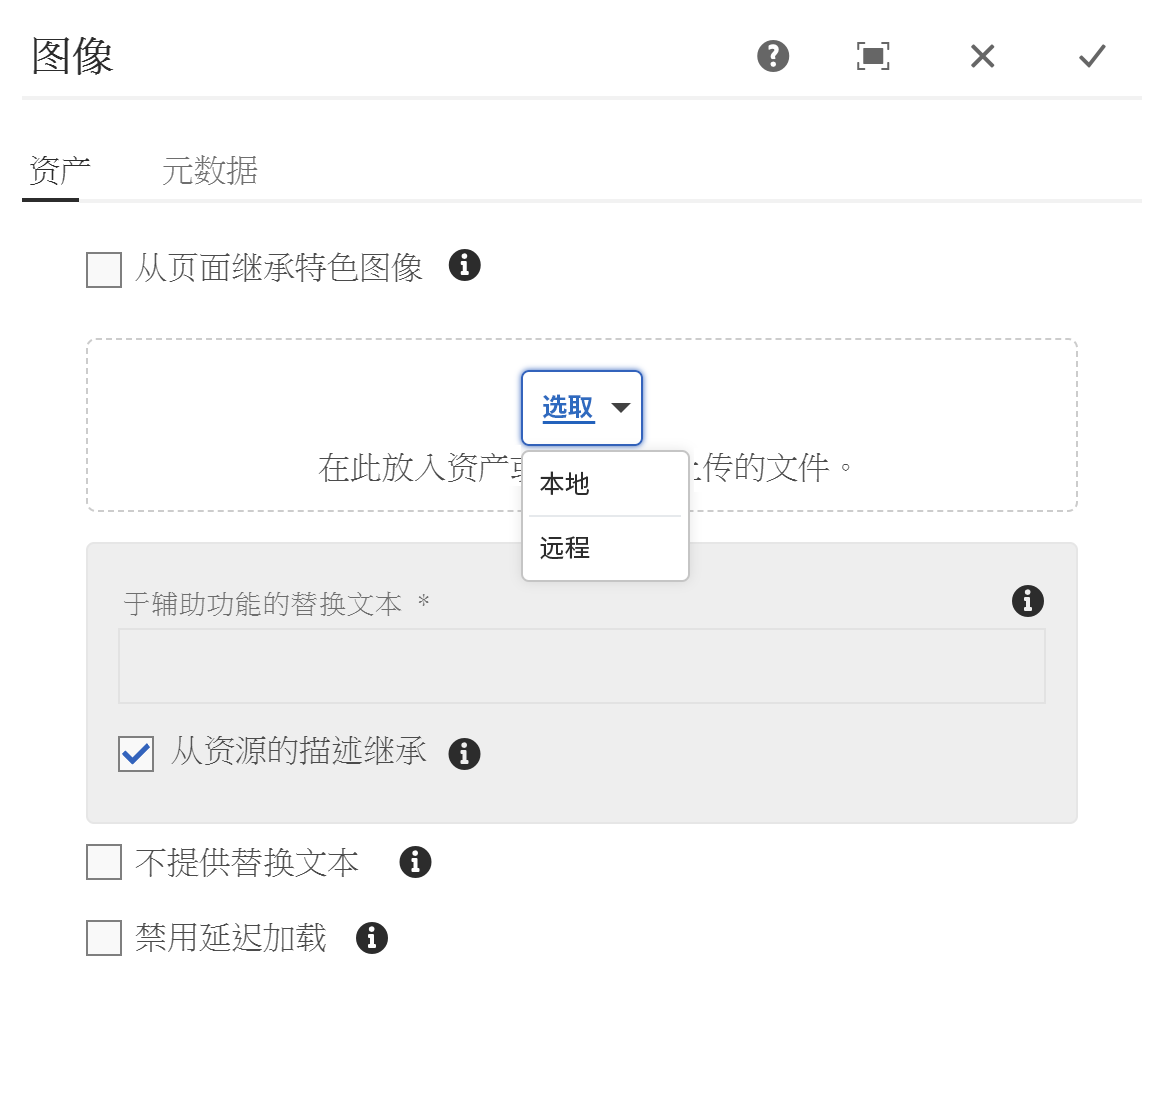 图像
资产 元数据
从页面继承特色图像
选取
在此放入资产 上传的文件。
本地
远程
于辅助功能的替换文本 *
从资源的描述继承
不提供替换文本
禁用延迟加载